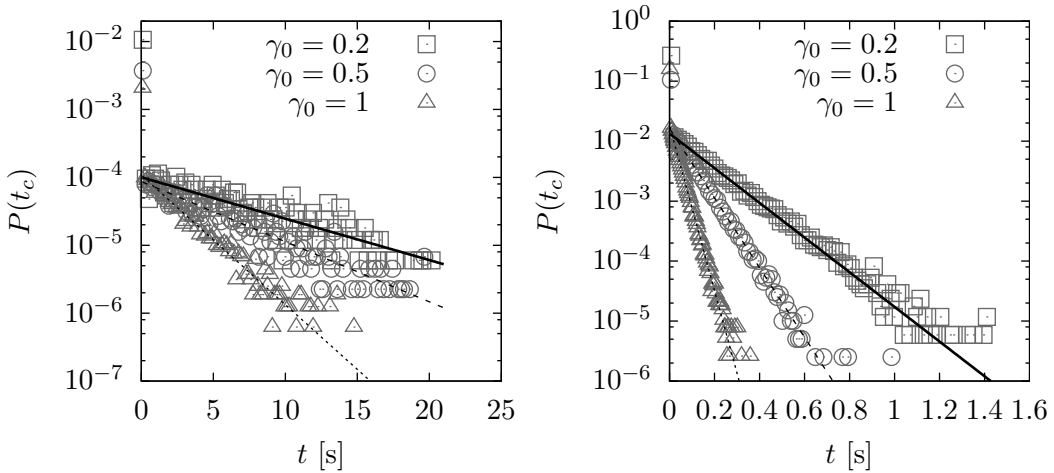 P(t_c)
10^{-2}
10^{-3}
10^{-4}
10^{-5}
10^{-6}
10^{-7}
γ_0 = 0.2
γ_0 = 0.5
γ_0 = 1
0 5 10 15 20 25
t [s]
P(t_c)
10^0
10^{-1}
10^{-2}
10^{-3}
10^{-4}
10^{-5}
10^{-6}
γ_0 = 0.2
γ_0 = 0.5
γ_0 = 1
0 0.2 0.4 0.6 0.8 1 1.2 1.4 1.6
t [s]